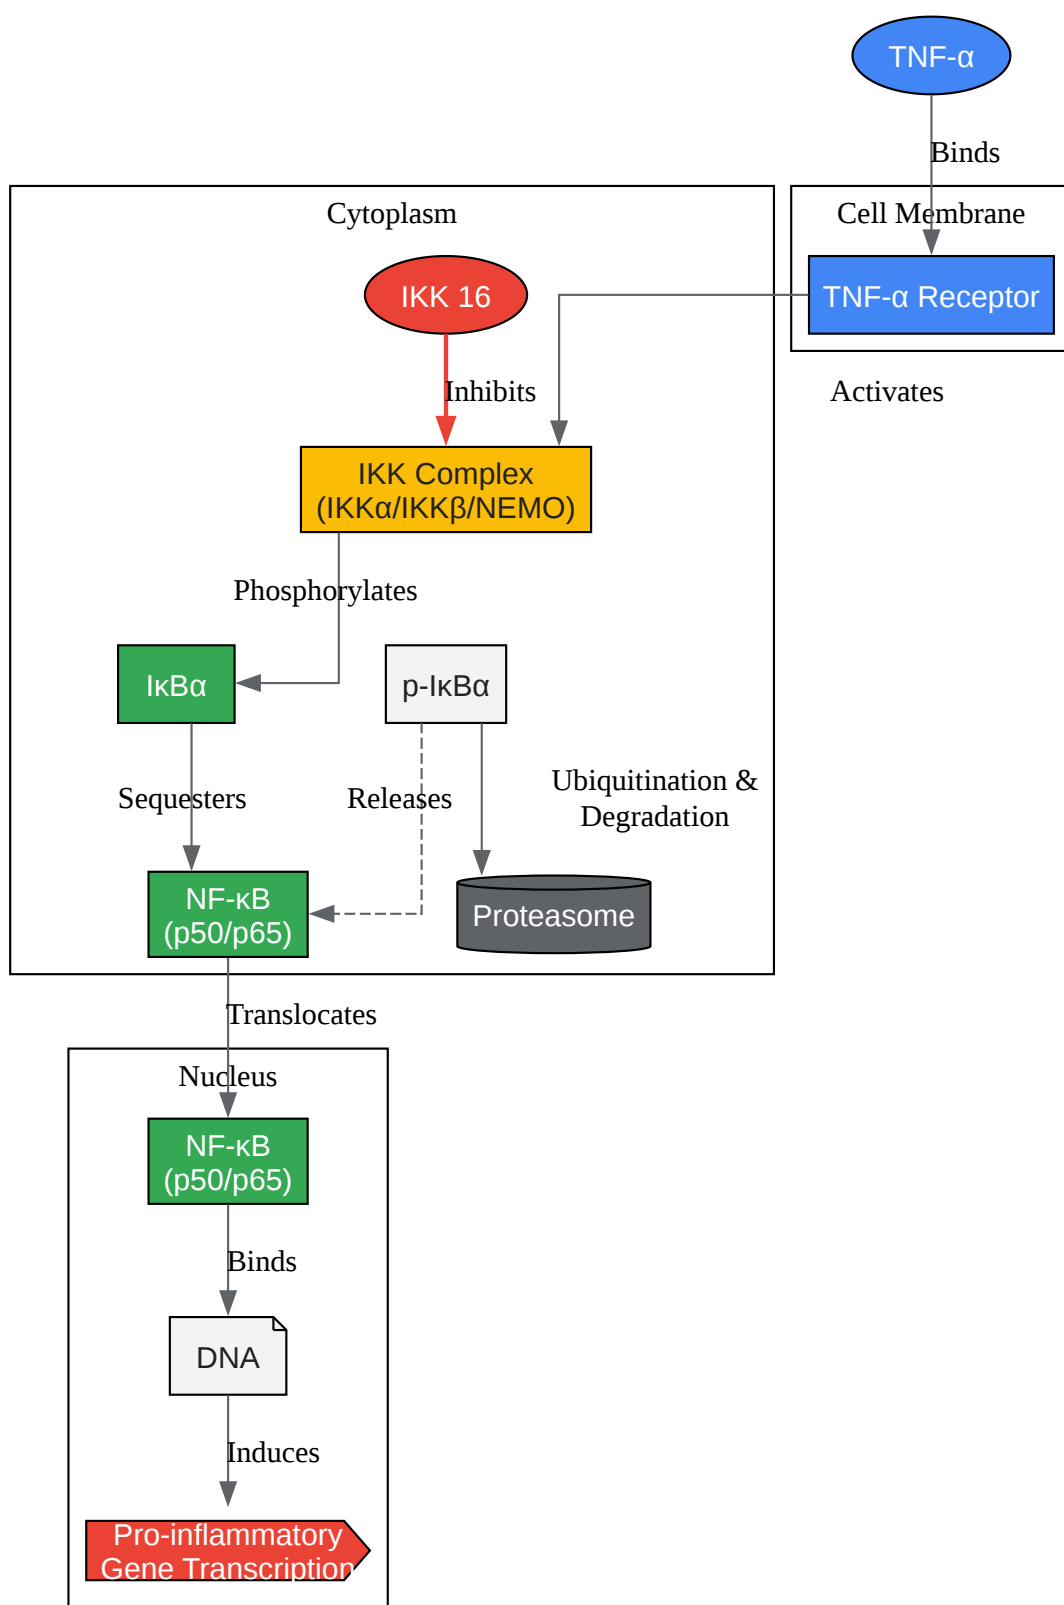 TNF-α
Binds
Cytoplasm
Cell Membrane
IKK 16
TNF-α Receptor
Inhibits
Activates
IKK Complex
(IKKα/IKKβ/NEMO)
Phosphorylates
IκBα
p-IκBα
Sequesters
Releases
Ubiquitination &
Degradation
NF-κB
(p50/p65)
Proteasome
Translocates
Nucleus
NF-κB
(p50/p65)
Binds
DNA
Induces
Pro-inflammatory
Gene Transcription